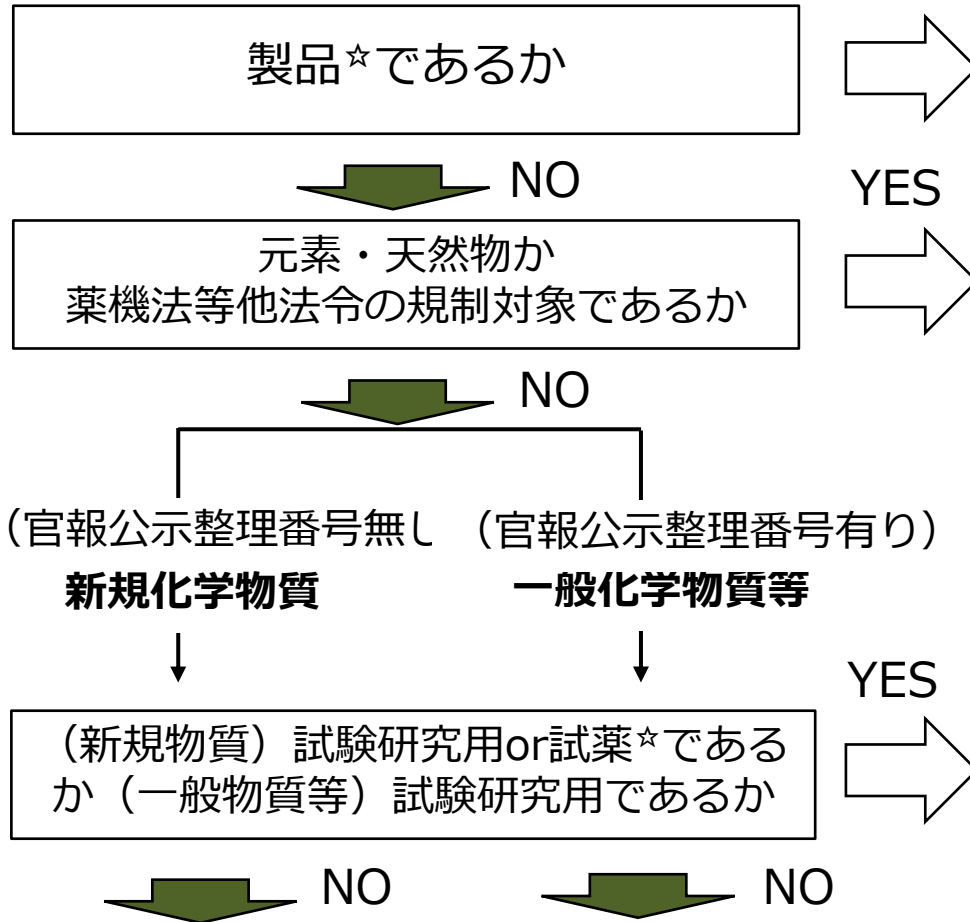 製品☆であるか
NO
YES
元素・天然物か
薬機法等他法令の規制対象であるか
NO
（官報公示整理番号無し
（官報公示整理番号有り）
新規化学物質
一般化学物質等
YES
（新規物質）試験研究用or試薬☆である
か（一般物質等）試験研究用であるか
NO
NO